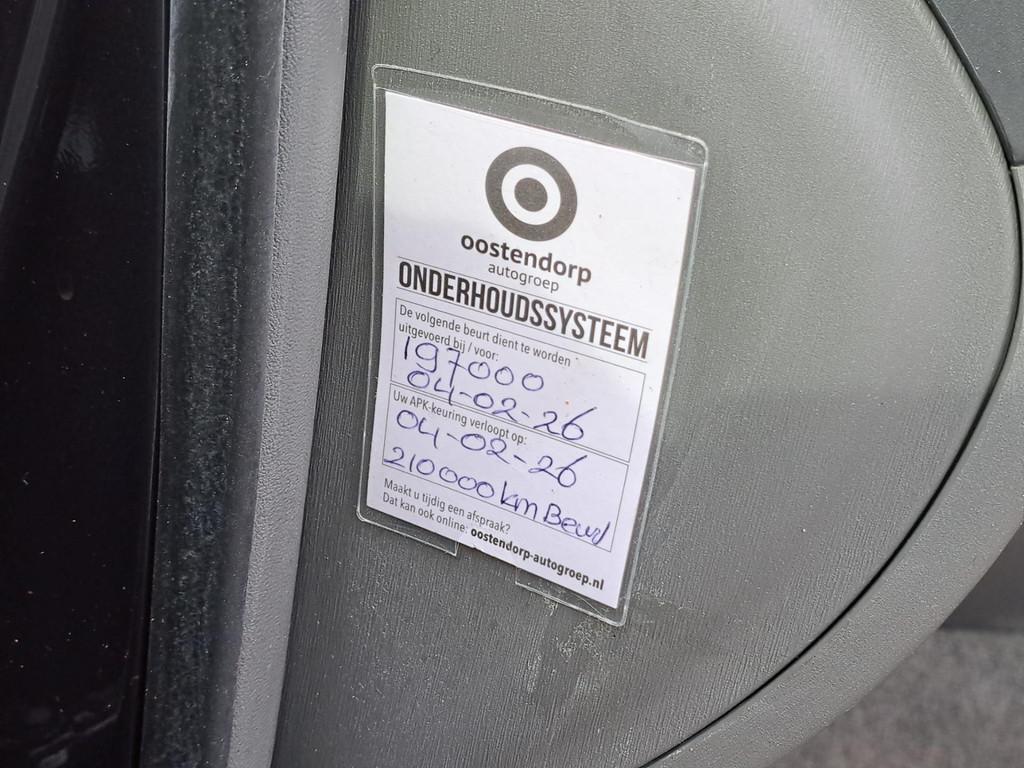 oostendorp
autogroep
ONDERHOUDSSYSTEEM
De volgende beurt dient te worden
uitgevoerd bij / voor:
197000
04-02-26
Uw APK-keuring verloopt op:
04-02-26
210000 km Beurt
Maakt u tijdig een afspraak?
Dat kan ook online: oostendorp-autogroep.nl